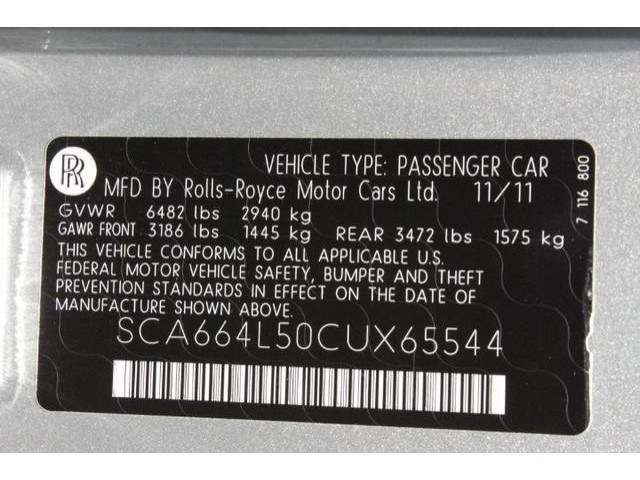 RR
VEHICLE TYPE: PASSENGER CAR
MFD BY Rolls-Royce Motor Cars Ltd. 11/11
GVWR 6482 lbs 2940 kg
GAWR FRONT 3186 lbs 1445 kg REAR 3472 lbs 1575 kg
THIS VEHICLE CONFORMS TO ALL APPLICABLE U.S.
FEDERAL MOTOR VEHICLE SAFETY, BUMPER AND THEFT
PREVENTION STANDARDS IN EFFECT ON THE DATE OF
MANUFACTURE SHOWN ABOVE.
SCA664L50CUX65544
7 116 800